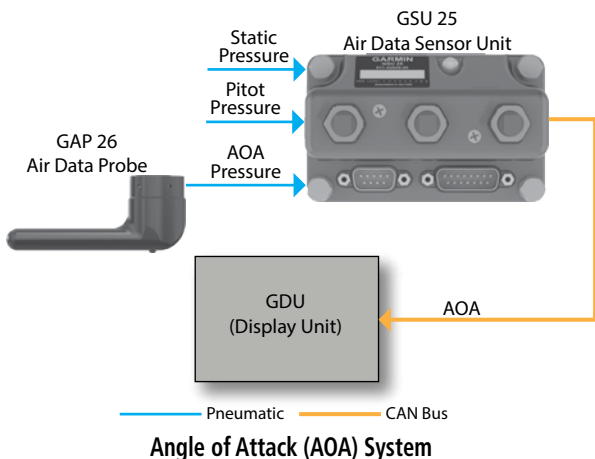 GSU 25
Air Data Sensor Unit
Static
Pressure
GARMIN
Pitot
Pressure
GAP 26
Air Data Probe
AOA
Pressure
GDU
(Display Unit)
AOA
Pneumatic
CAN Bus
Angle of Attack (AOA) System